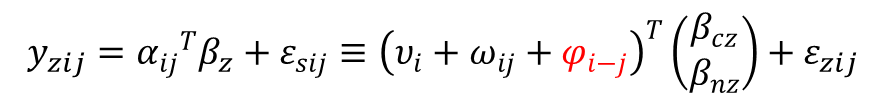 y_{zij} = α_{ij}^T β_z + ε_{sij} ≡ (υ_i + ω_{ij} + φ_{i−j})^T (β_{cz} β_{nz}) + ε_{zij}